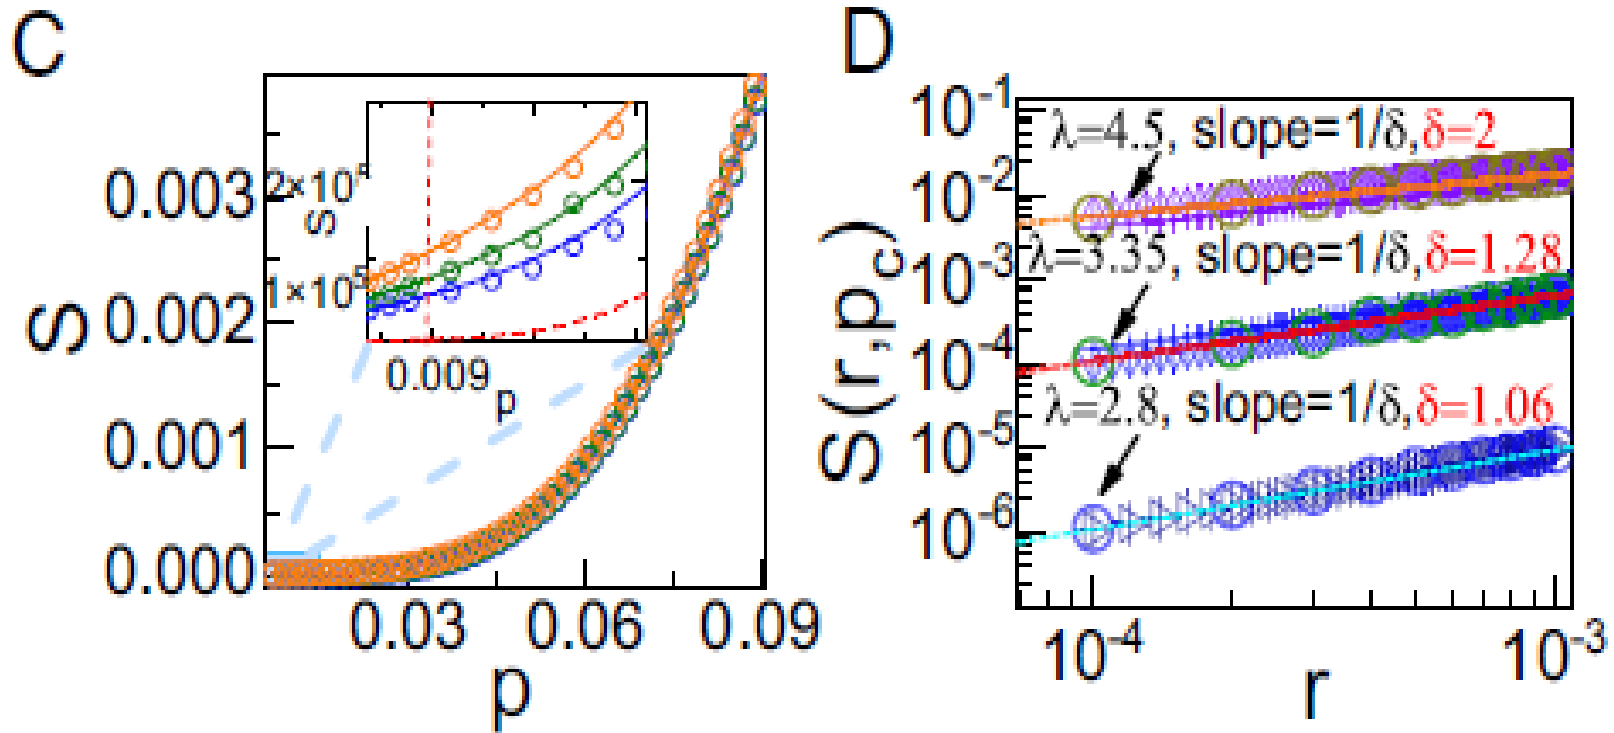 C
S
0.003
0.002
0.001
0.000
0.03
0.06
0.09
p
S
0.009
p
D
S(r,p_c)
10^-1
10^-2
10^-3
10^-4
10^-5
10^-6
λ=4.5, slope=1/δ,δ=2
λ=3.35, slope=1/δ,δ=1.28
λ=2.8, slope=1/δ,δ=1.06
10^-4
10^-3
r